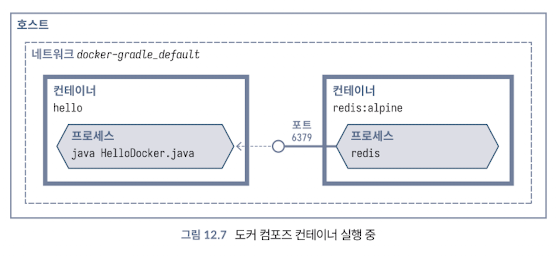 호스트
네트워크 docker-gradle_default
컨테이너
hello
프로세스
java HelloDocker.java
포트
6379
컨테이너
redis:alpine
프로세스
redis
그림 12.7 도커 컴포즈 컨테이너 실행 중